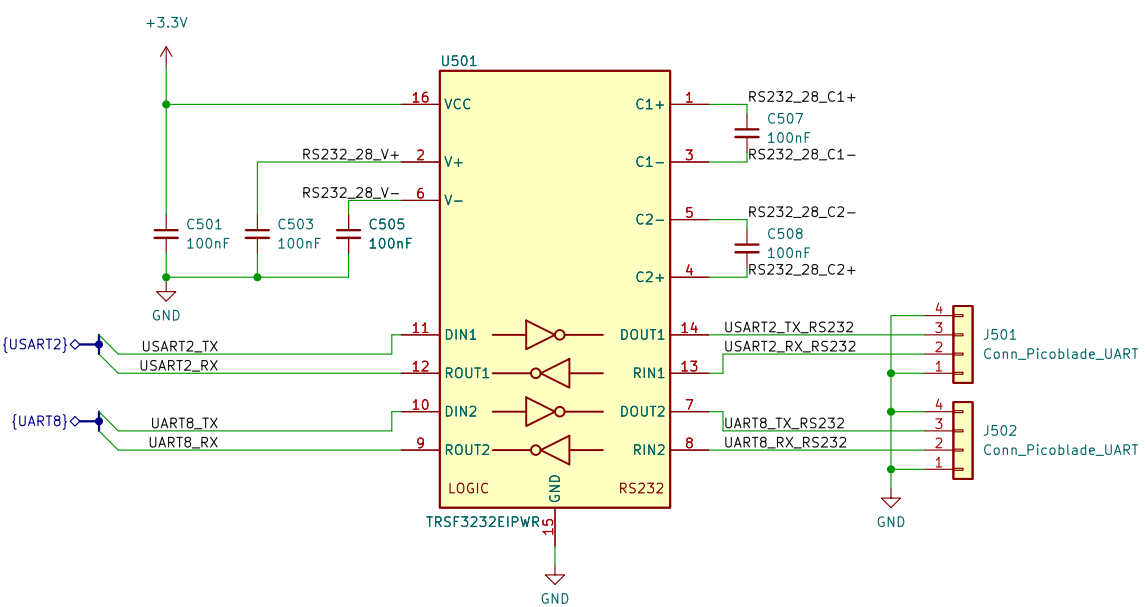 +3.3V
U501
16
VCC
C1+
1
RS232_28_C1+
C507
100nF
RS232_28_V+
2
V+
C1-
3
RS232_28_C1-
RS232_28_V-
6
V-
C2-
5
RS232_28_C2-
C501
100nF
C503
100nF
C505
100nF
C508
100nF
C2+
4
RS232_28_C2+
GND
{USART2}
USART2_TX
USART2_RX
11
DIN1
12
ROUT1
DOUT1
14
USART2_TX_RS232
RIN1
13
USART2_RX_RS232
4
3
2
1
J501
Conn_Picoblade_UART
{UART8}
UART8_TX
UART8_RX
10
DIN2
9
ROUT2
DOUT2
7
UART8_TX_RS232
RIN2
8
UART8_RX_RS232
4
3
2
1
J502
Conn_Picoblade_UART
LOGIC
GND
RS232
TRSF3232EIPWR
15
GND
GND